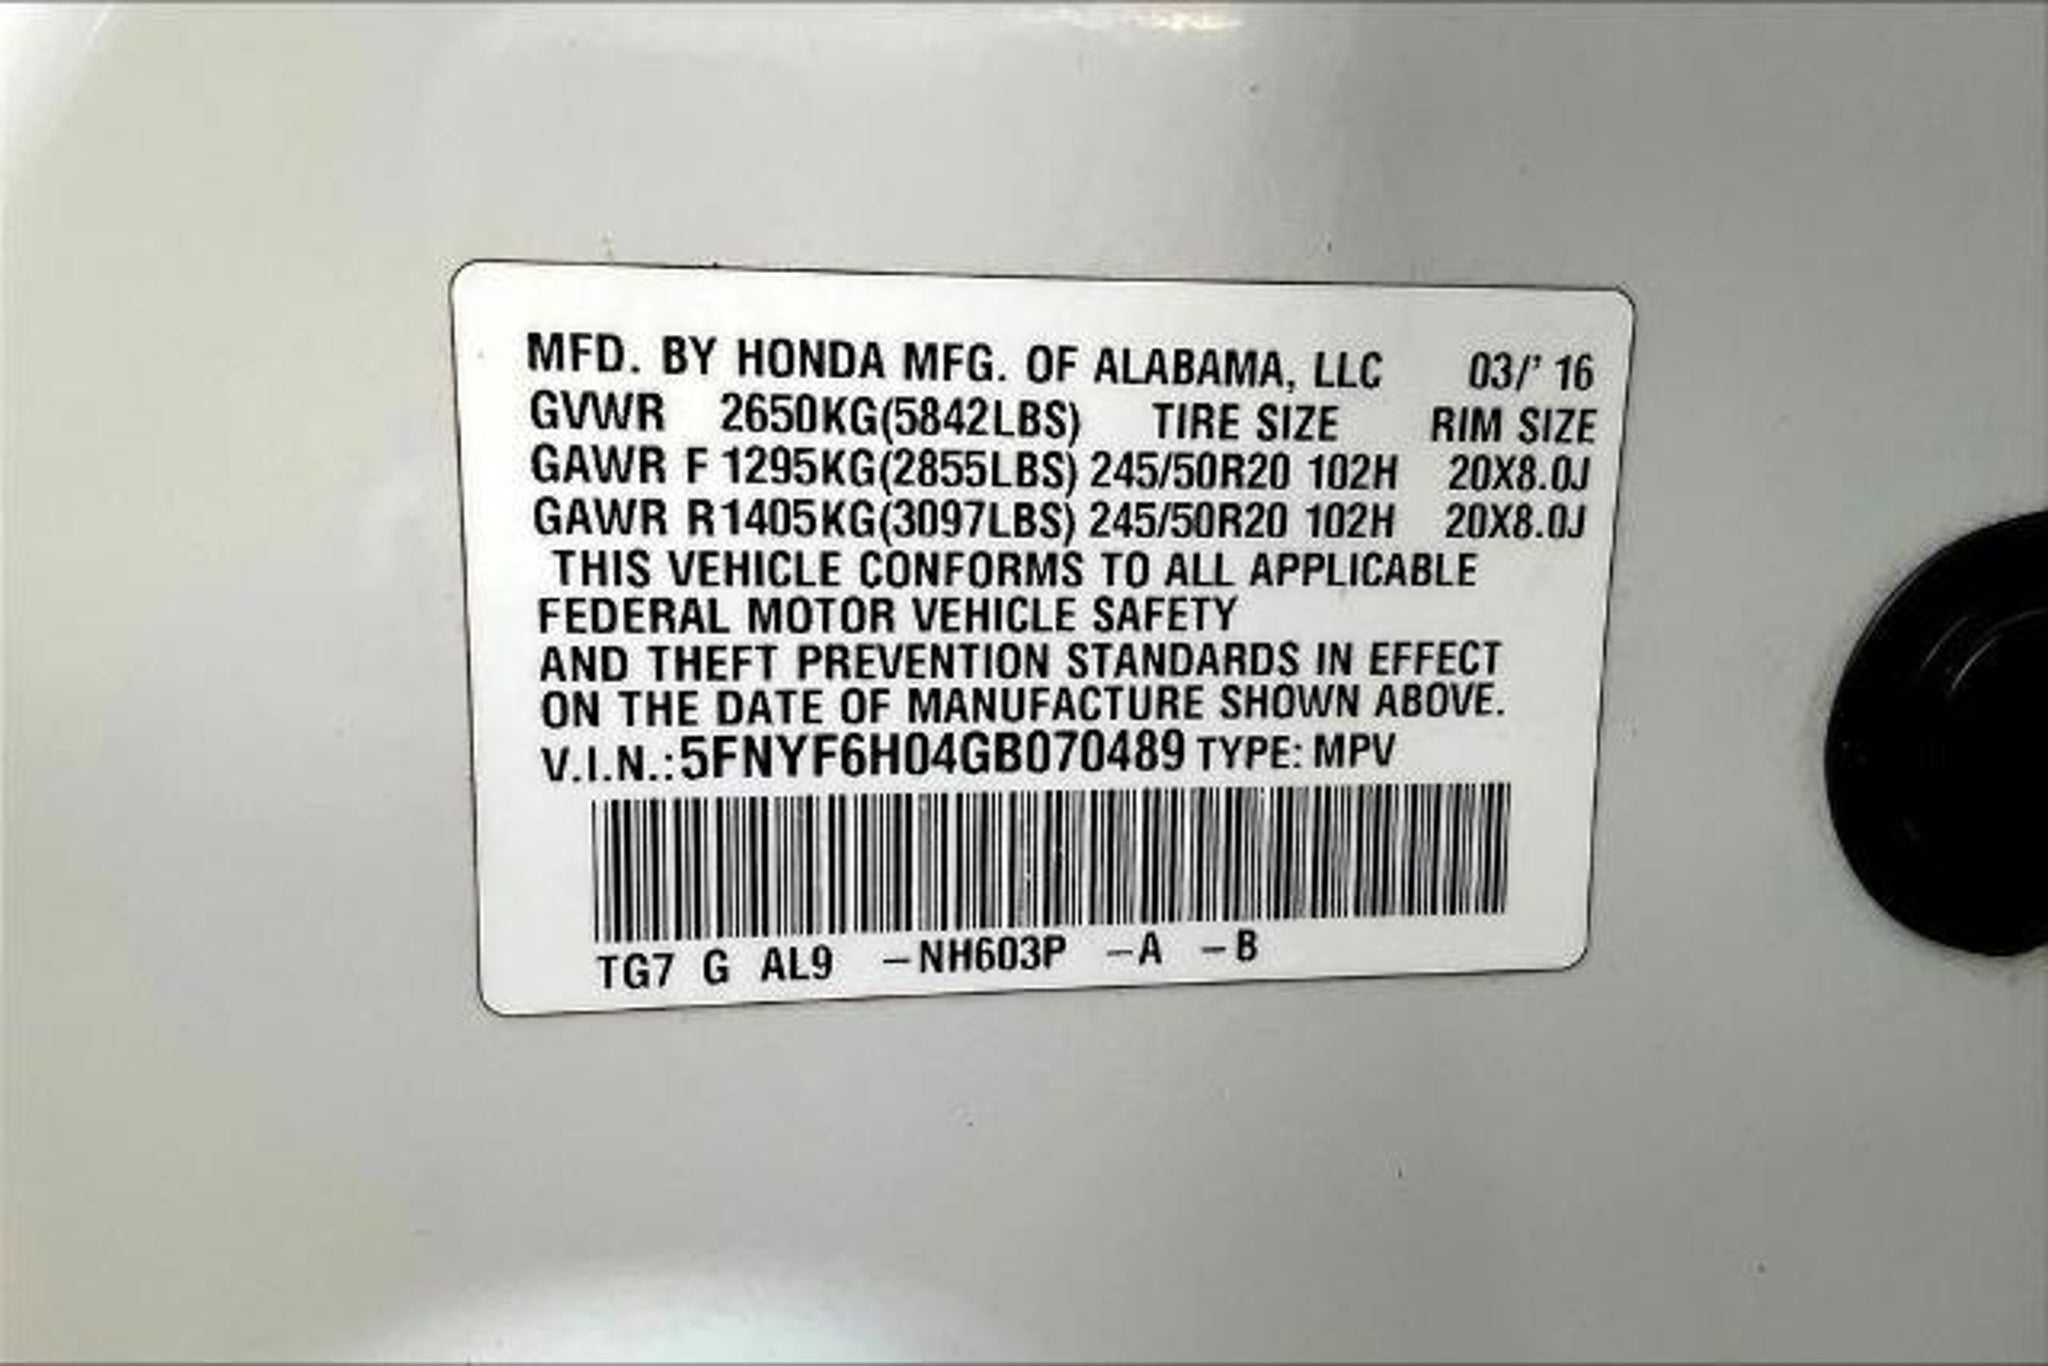 MFD. BY HONDA MFG. OF ALABAMA, LLC 03/' 16
GVWR 2650KG(5842LBS) TIRE SIZE RIM SIZE
GAWR F 1295KG(2855LBS) 245/50R20 102H 20X8.0J
GAWR R1405KG(3097LBS) 245/50R20 102H 20X8.0J
THIS VEHICLE CONFORMS TO ALL APPLICABLE
FEDERAL MOTOR VEHICLE SAFETY
AND THEFT PREVENTION STANDARDS IN EFFECT
ON THE DATE OF MANUFACTURE SHOWN ABOVE.
V.I.N.:5FNYF6H04GB070489 TYPE: MPV
TG7 G AL9 –NH603P –A –B